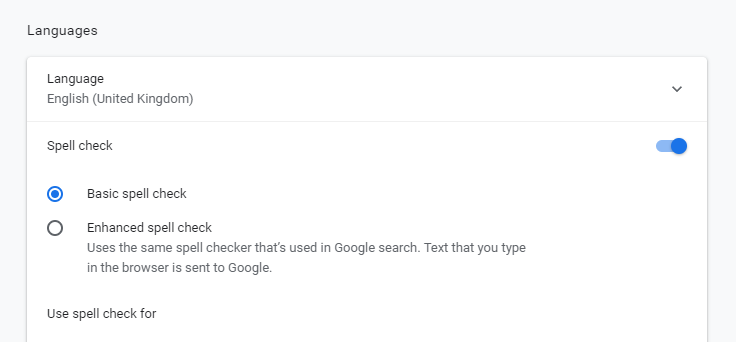 Languages
Language
English (United Kingdom)
Spell check
Basic spell check
Enhanced spell check
Uses the same spell checker that's used in Google search. Text that you type
in the browser is sent to Google.
Use spell check for